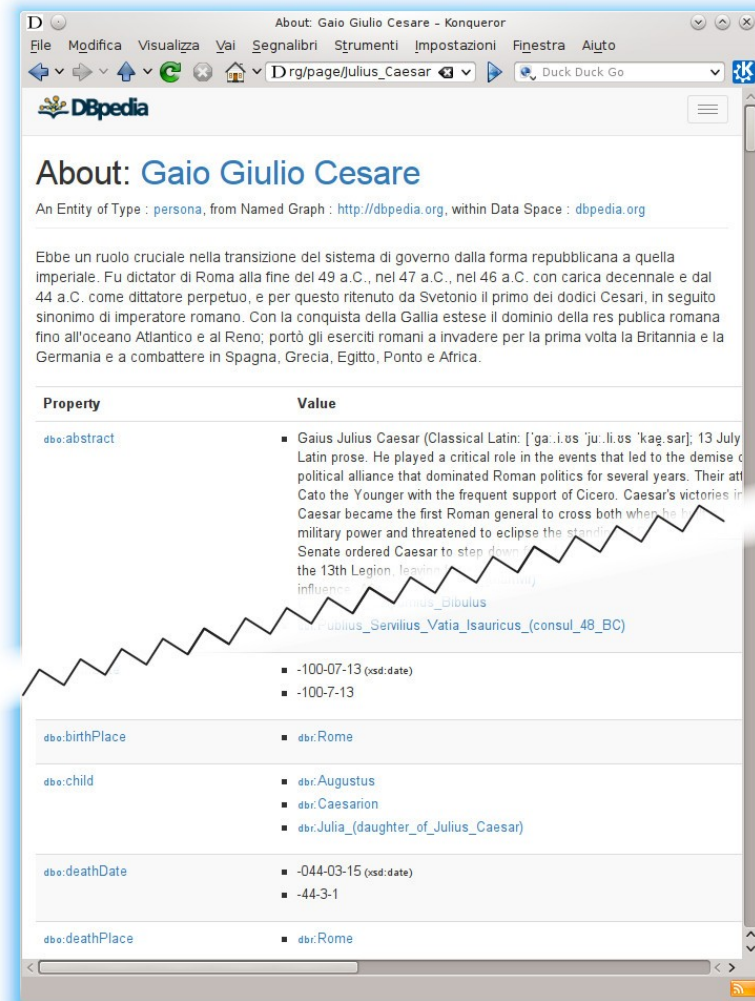 About: Gaio Giulio Cesare – Konqueror
File Modifica Visualizza Vai Segnalibri Strumenti Impostazioni Finestra Aiuto
rg/page/Julius_Caesar Duck Duck Go
DBpedia
About: Gaio Giulio Cesare
An Entity of Type : persona, from Named Graph : http://dbpedia.org, within Data Space : dbpedia.org
Ebbe un ruolo cruciale nella transizione del sistema di governo dalla forma repubblicana a quella
imperiale. Fu dictator di Roma alla fine del 49 a.C., nel 47 a.C., nel 46 a.C. con carica decennale e dal
44 a.C. come dittatore perpetuo, e per questo ritenuto da Svetonio il primo dei dodici Cesari, in seguito
sinonimo di imperatore romano. Con la conquista della Gallia estese il dominio della res publica romana
fino all'oceano Atlantico e al Reno; portò gli eserciti romani a invadere per la prima volta la Britannia e la
Germania e a combattere in Spagna, Grecia, Egitto, Ponto e Africa.
Property Value
dbo:abstract Gaius Julius Caesar (Classical Latin: [ˈɡaː.i.ʊs ˈjuː.li.ʊs ˈkae̯.sar]; 13 July
Latin prose. He played a critical role in the events that led to the demise
political alliance that dominated Roman politics for several years. Their
Cato the Younger with the frequent support of Cicero. Caesar's victories
Caesar became the first Roman general to cross both when he
military power and threatened to eclipse the
Senate ordered Caesar to step down
the 13th Legion, leaving
influence.
_Bibulus
Publius_Servilius_Vatia_Isauricus_(consul_48_BC)
-100-07-13 (xsd:date)
-100-7-13
dbo:birthPlace dbr:Rome
dbo:child dbr:Augustus
dbr:Caesarion
dbr:Julia_(daughter_of_Julius_Caesar)
dbo:deathDate -044-03-15 (xsd:date)
-44-3-1
dbo:deathPlace dbr:Rome